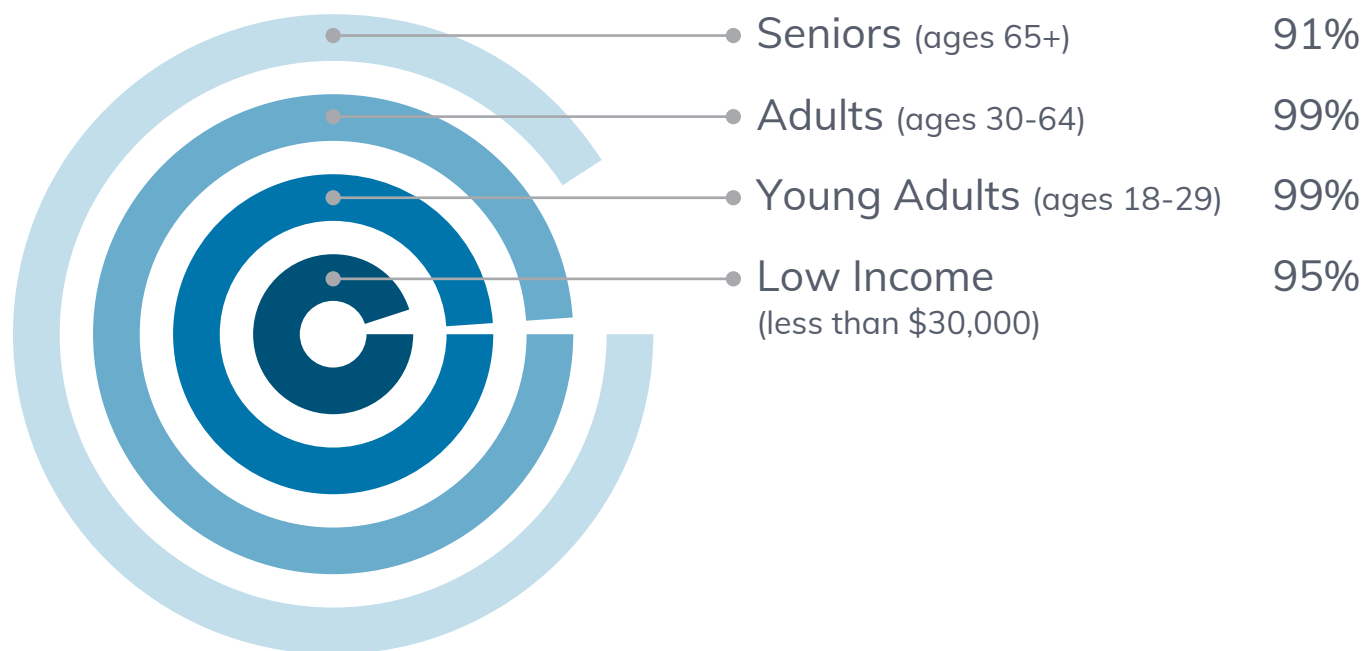 Seniors (ages 65+) 91%
Adults (ages 30-64) 99%
Young Adults (ages 18-29) 99%
Low Income 95%
(less than $30,000)